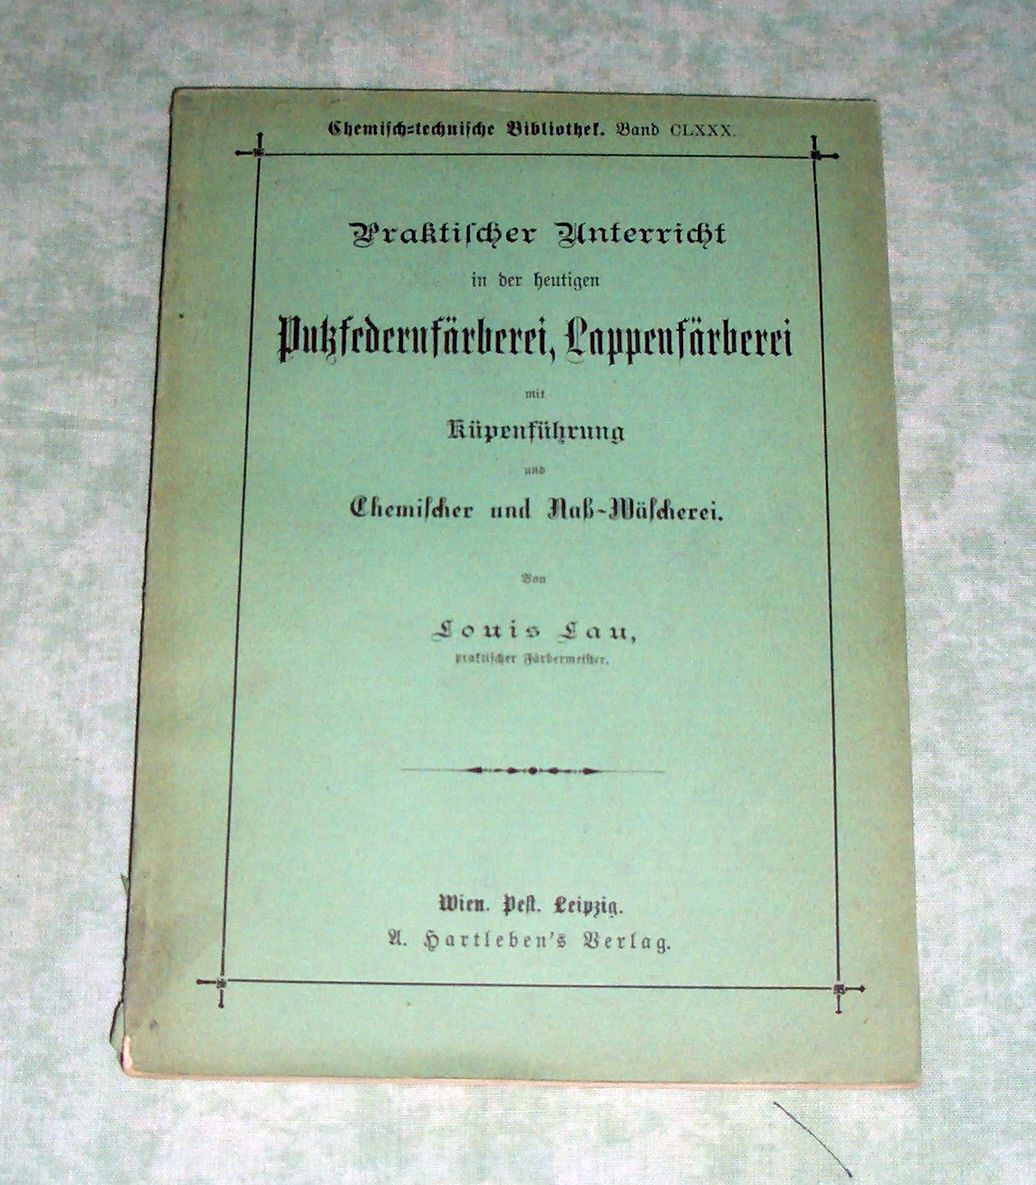 Chemisch-technische Bibliothek. Band CLXXX.
Praktischer Unterricht
in der heutigen
Putzfedernfärberei, Lappenfärberei
mit
Küpenführung
und
Chemischer und Naß-Wäscherei.
Von
Louis Lau,
praktischer Färbermeister.
Wien. Pest. Leipzig.
A. Hartleben's Verlag.